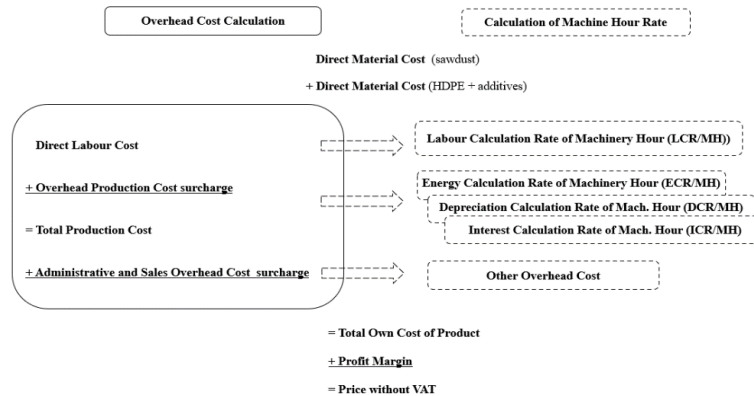 Overhead Cost Calculation
Calculation of Machine Hour Rate
Direct Material Cost (sawdust)
+ Direct Material Cost (HDPE + additives)
Direct Labour Cost
Labour Calculation Rate of Machinery Hour (LCR/MH))
+ Overhead Production Cost surcharge
Energy Calculation Rate of Machinery Hour (ECR/MH)
Depreciation Calculation Rate of Mach. Hour (DCR/MH)
= Total Production Cost
Interest Calculation Rate of Mach. Hour (ICR/MH)
+ Administrative and Sales Overhead Cost surcharge
Other Overhead Cost
= Total Own Cost of Product
+ Profit Margin
= Price without VAT